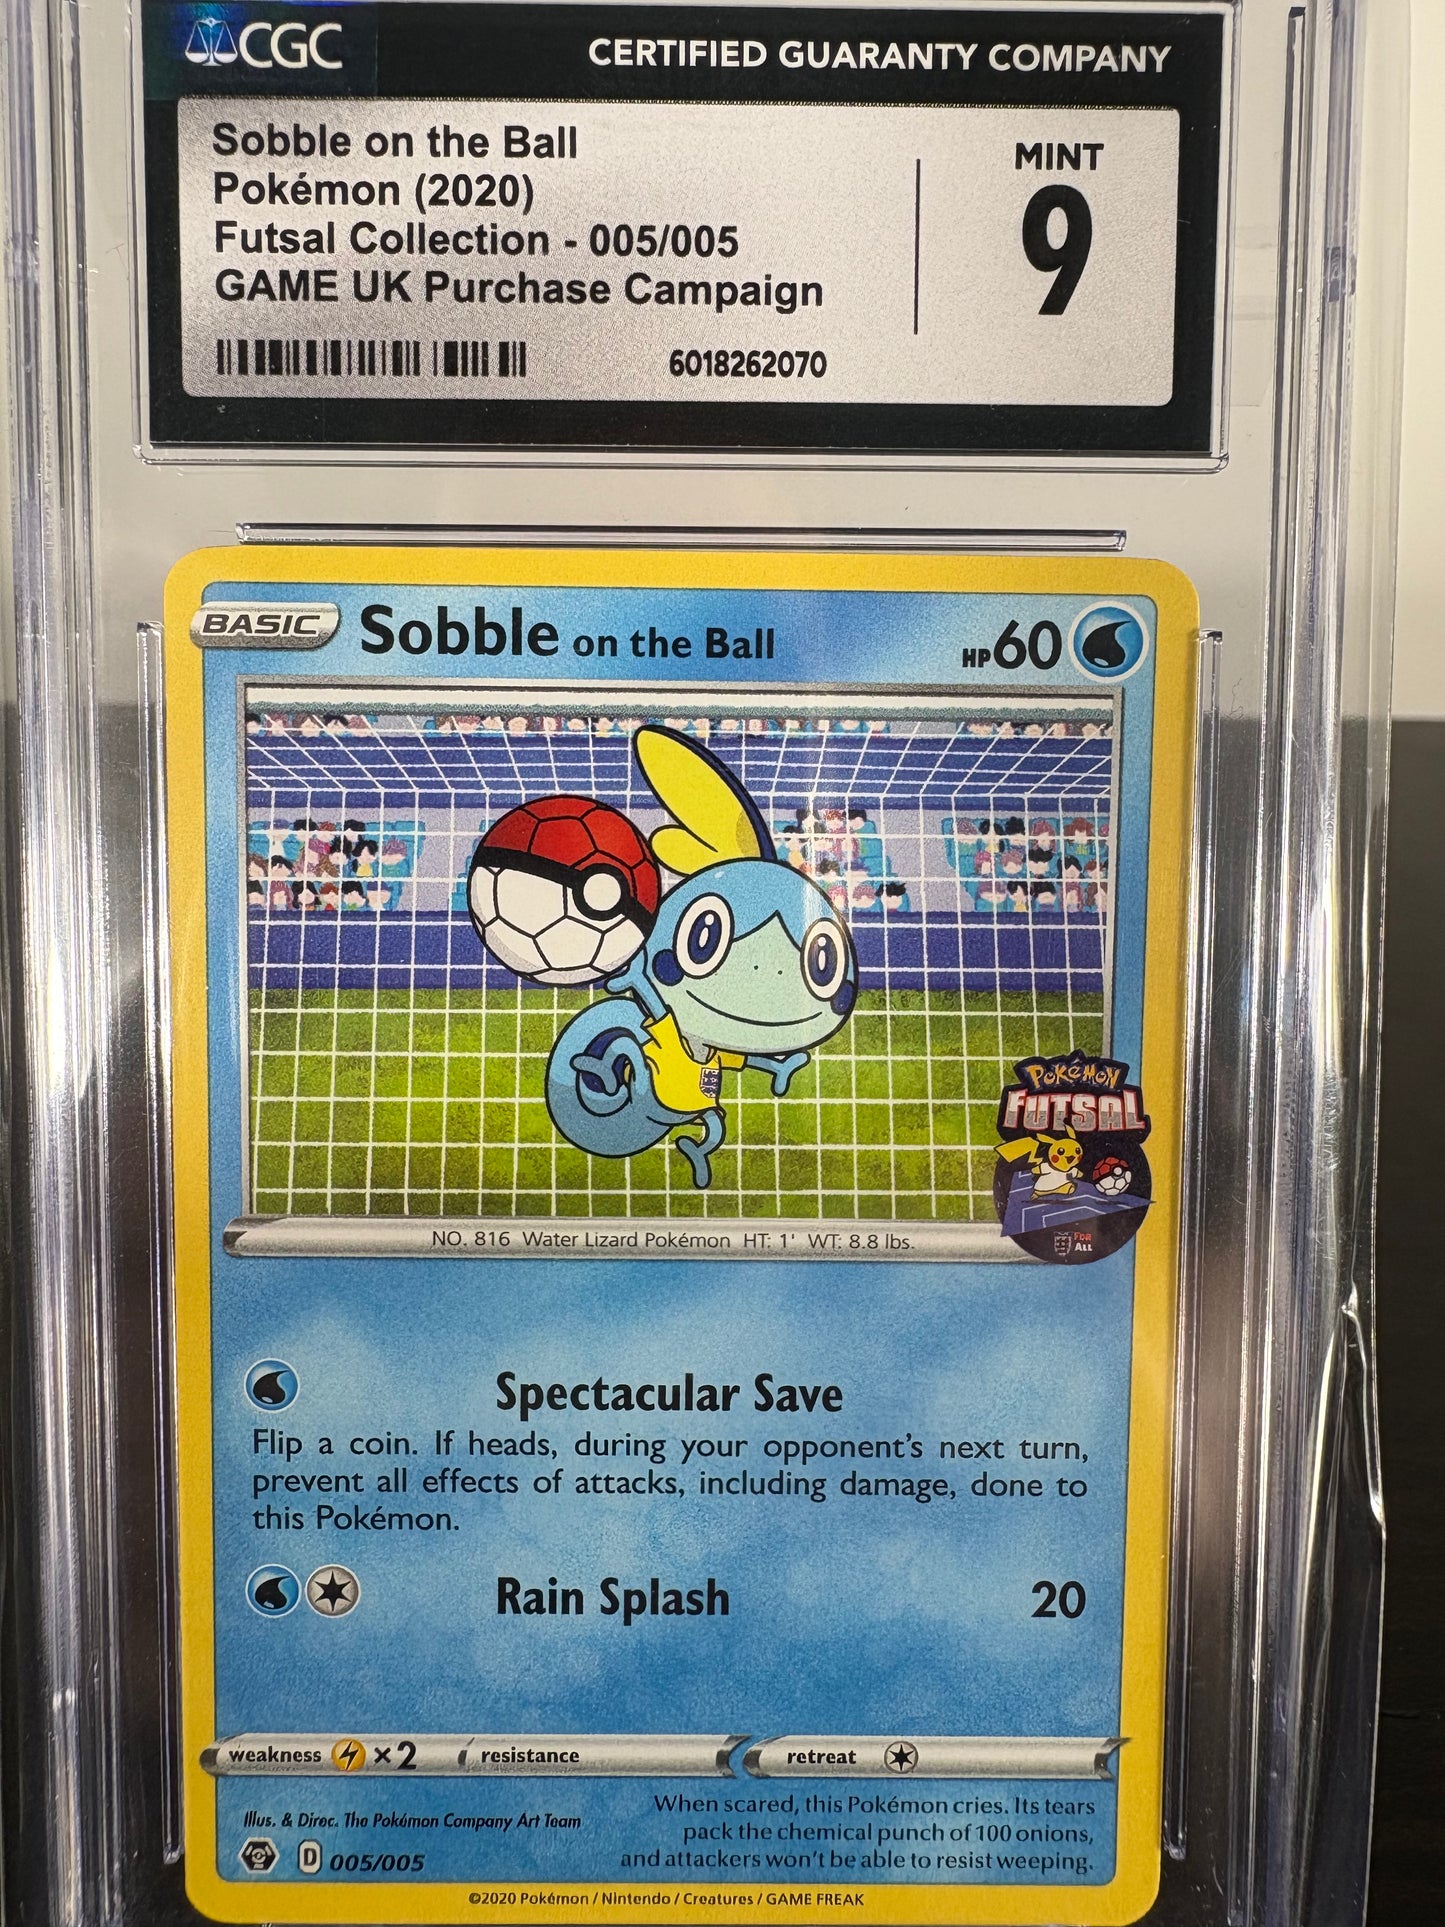 CGC
CERTIFIED GUARANTY COMPANY
Sobble on the Ball
Pokémon (2020)
Futsal Collection - 005/005
GAME UK Purchase Campaign
6018262070
MINT
9
BASIC
Sobble on the Ball
HP60
POKéMON
FUTSAL
FOR
ALL
NO. 816 Water Lizard Pokémon HT: 1' WT: 8.8 lbs.
Spectacular Save
Flip a coin. If heads, during your opponent's next turn,
prevent all effects of attacks, including damage, done to
this Pokémon.
Rain Splash 20
weakness ×2 resistance retreat
Illus. & Direc. The Pokémon Company Art Team
D 005/005
When scared, this Pokémon cries. Its tears
pack the chemical punch of 100 onions,
and attackers won't be able to resist weeping.
©2020 Pokémon / Nintendo / Creatures / GAME FREAK